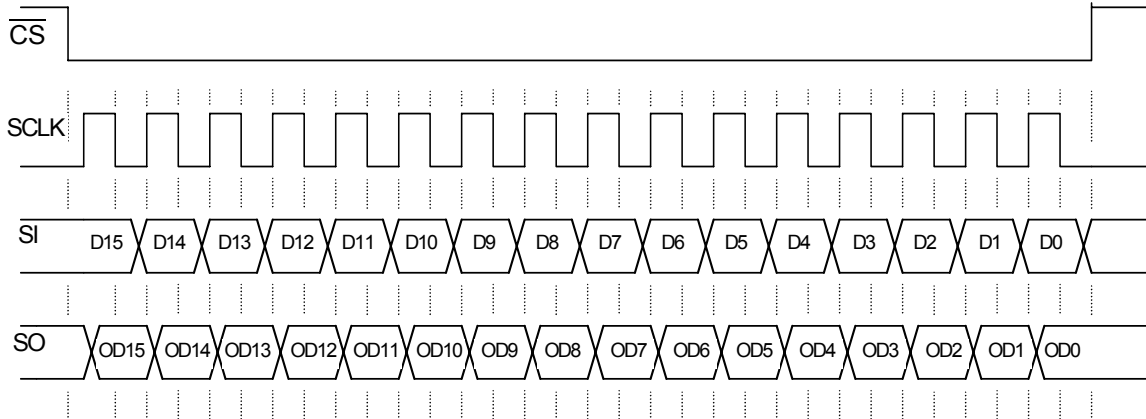 CS
SCLK
SI D15 D14 D13 D12 D11 D10 D9 D8 D7 D6 D5 D4 D3 D2 D1 D0
SO OD15 OD14 OD13 OD12 OD11 OD10 OD9 OD8 OD7 OD6 OD5 OD4 OD3 OD2 OD1 OD0